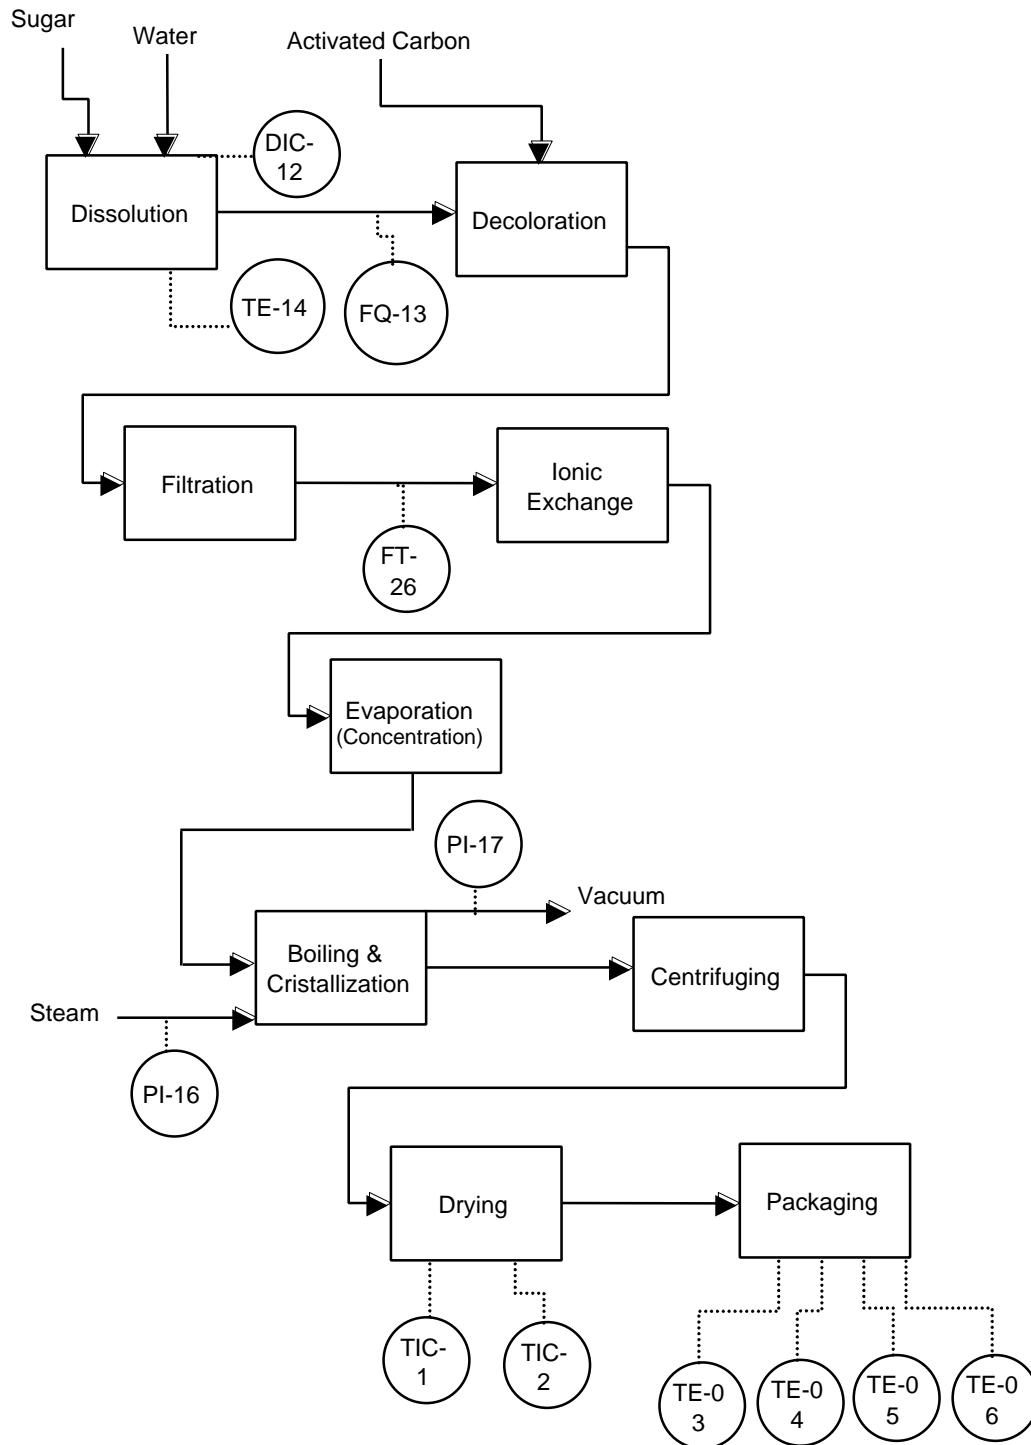 Sugar
Water
Activated Carbon
DIC-
12
Dissolution
Decoloration
TE-14
FQ-13
Filtration
Ionic
Exchange
FT-
26
Evaporation
(Concentration)
PI-17
Vacuum
Boiling &
Cristallization
Centrifuging
Steam
PI-16
Drying
Packaging
TIC-
1
TIC-
2
TE-0
3
TE-0
4
TE-0
5
TE-0
6